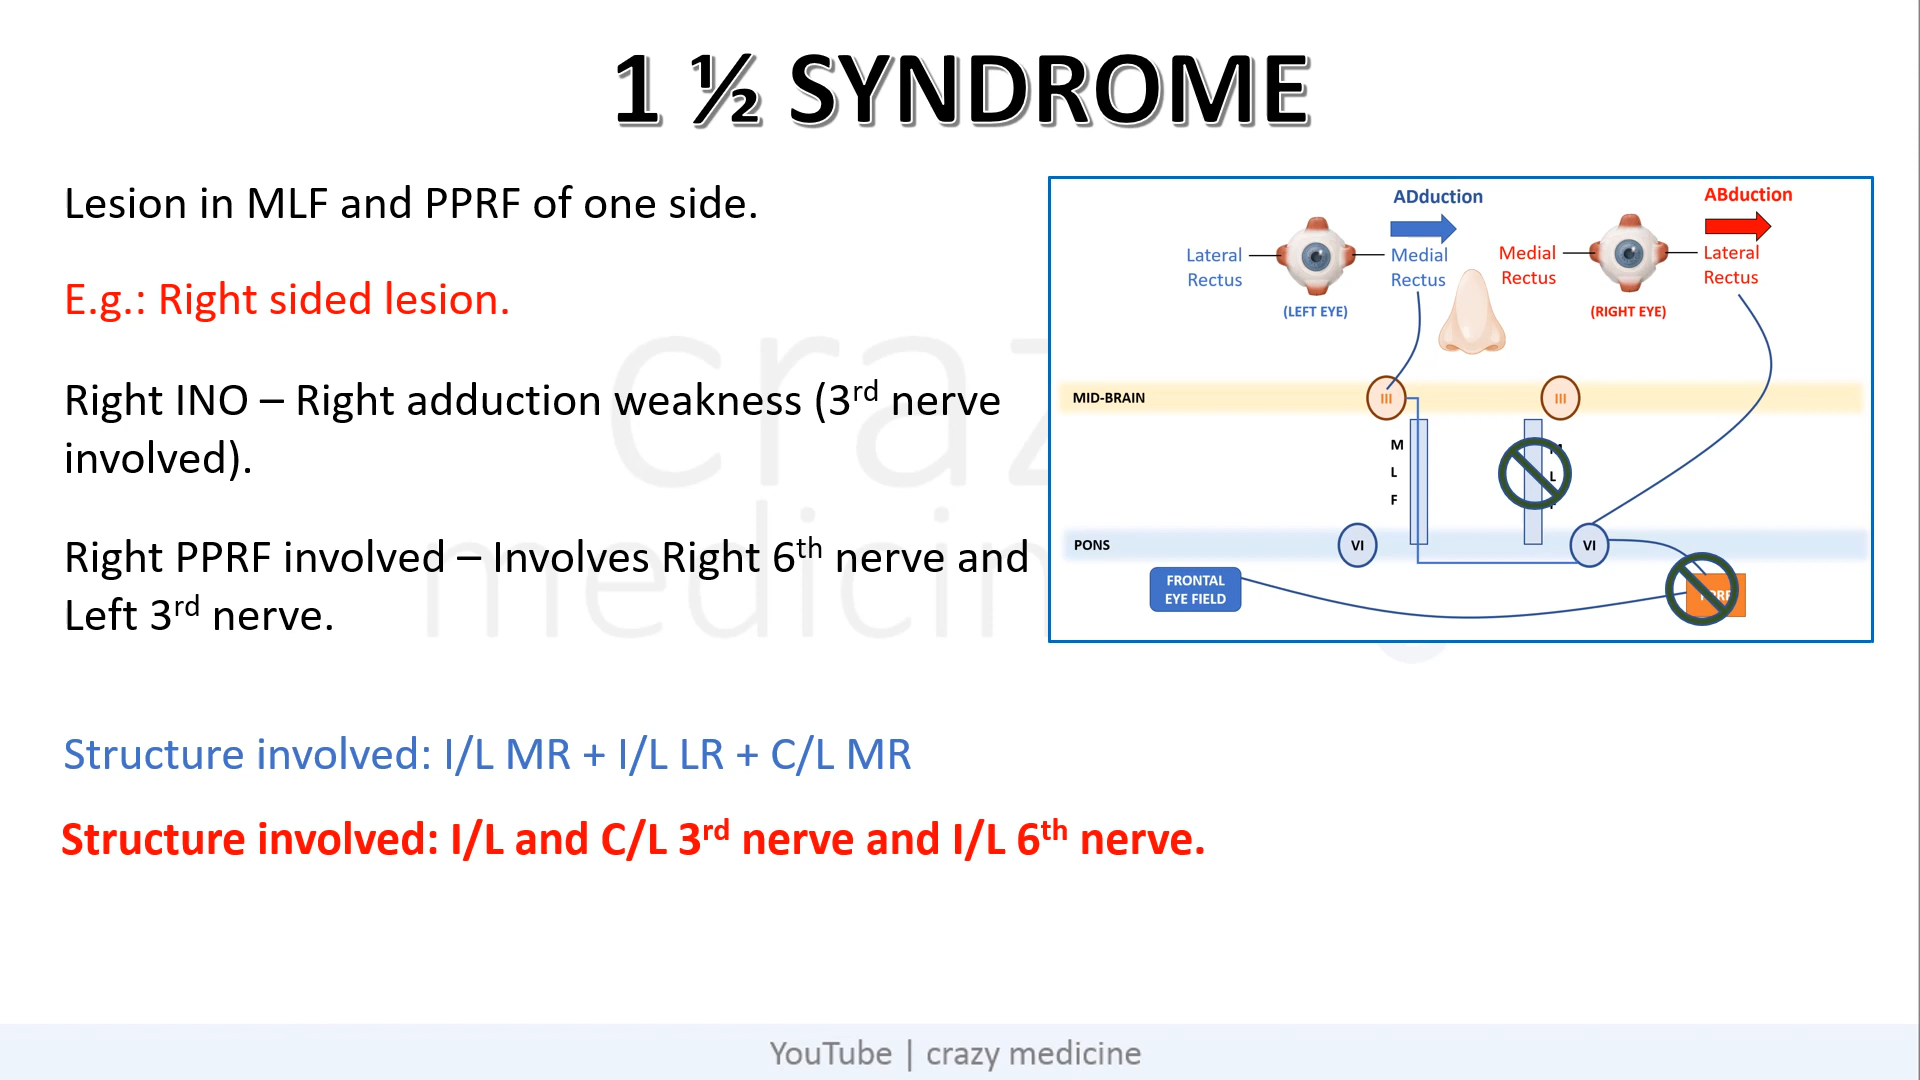 1 ½ SYNDROME
Lesion in MLF and PPRF of one side.
E.g.: Right sided lesion.
Right INO – Right adduction weakness (3rd nerve
involved).
Right PPRF involved – Involves Right 6th nerve and
Left 3rd nerve.
Structure involved: I/L MR + I/L LR + C/L MR
Structure involved: I/L and C/L 3rd nerve and I/L 6th nerve.
ADduction
ABduction
Lateral
Rectus
Medial
Rectus
Medial
Rectus
Lateral
Rectus
(LEFT EYE)
(RIGHT EYE)
MID-BRAIN
III
III
M
L
F
L
PONS
VI
VI
FRONTAL
EYE FIELD
craz
medicin
YouTube | crazy medicine